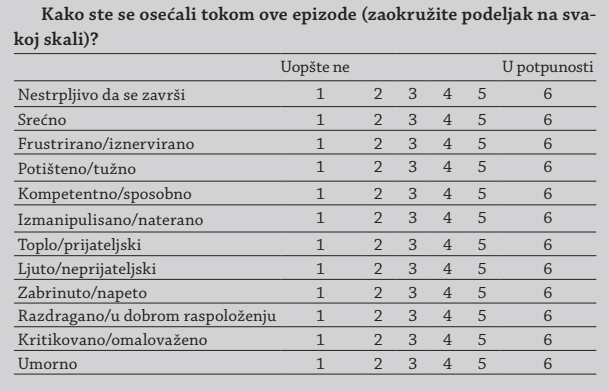 Kako ste se osećali tokom ove epizode (zaokružite podeljak na sva-
koj skali)?
Uopšte ne U potpunosti
Nestrpljivo da se završi 1 2 3 4 5 6
Srećno 1 2 3 4 5 6
Frustrirano/iznervirano 1 2 3 4 5 6
Potišteno/tužno 1 2 3 4 5 6
Kompetentno/sposobno 1 2 3 4 5 6
Izmanipulisano/naterano 1 2 3 4 5 6
Toplo/prijateljski 1 2 3 4 5 6
Ljuto/neprijateljski 1 2 3 4 5 6
Zabrinuto/napeto 1 2 3 4 5 6
Razdragano/u dobrom raspoloženju 1 2 3 4 5 6
Kritikovano/omalovaženo 1 2 3 4 5 6
Umorno 1 2 3 4 5 6